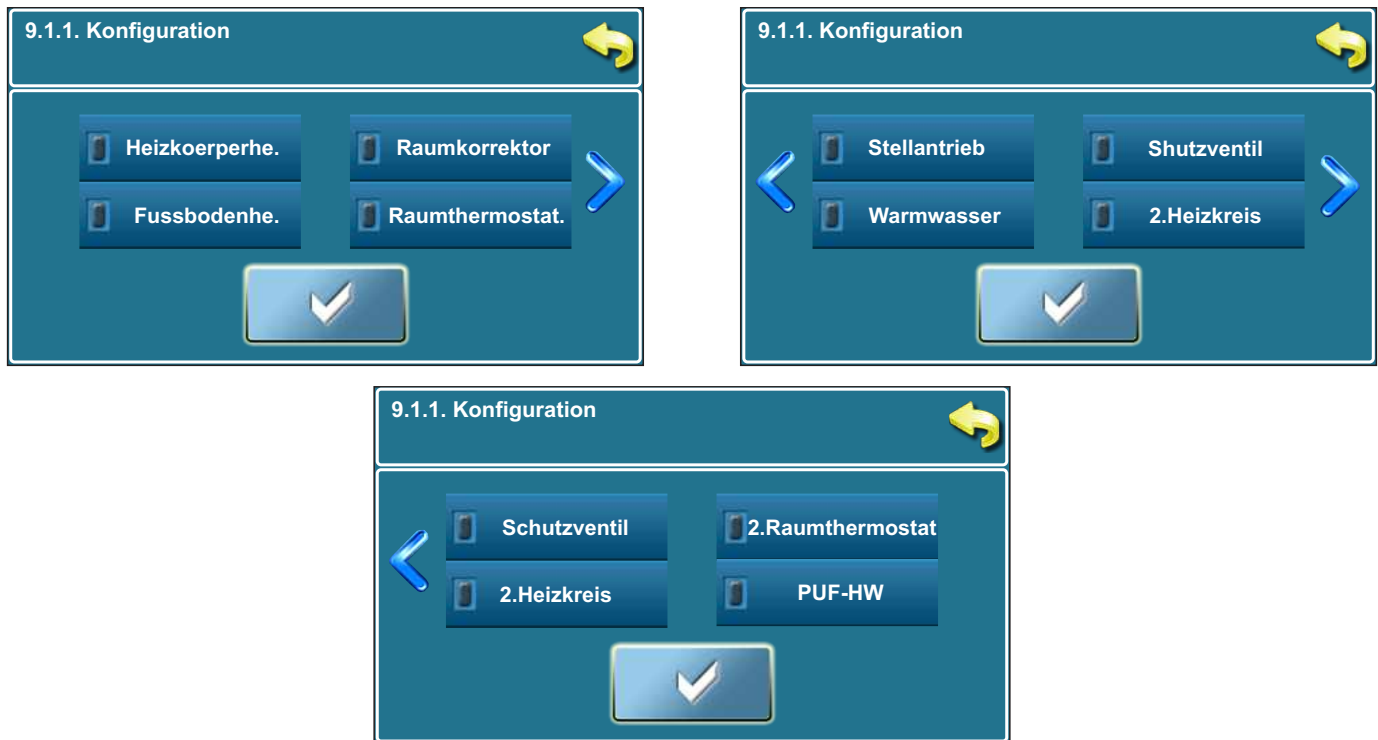 9.1.1. Konfiguration
Heizkoerperhe.
Raumkorrektor
Fussbodenhe.
Raumthermostat.
9.1.1. Konfiguration
Stellantrieb
Shutzventil
Warmwasser
2.Heizkreis
9.1.1. Konfiguration
Schutzventil
2.Raumthermostat
2.Heizkreis
PUF-HW